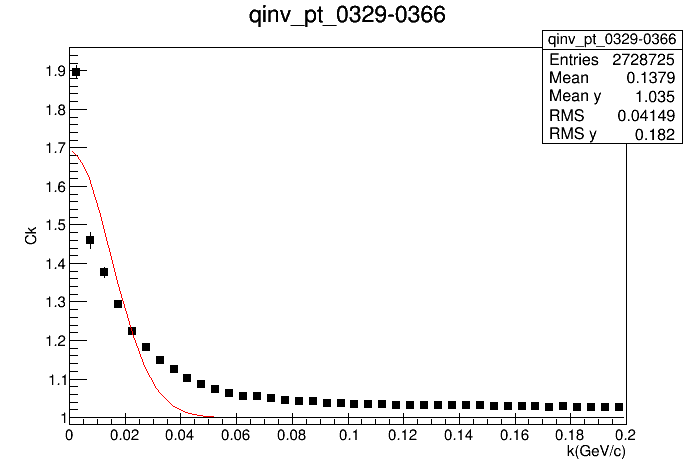 qinv_pt_0329-0366
qinv_pt_0329-0366
Entries 2728725
Mean 0.1379
Mean y 1.035
RMS 0.04149
RMS y 0.182
Ck
1.9
1.8
1.7
1.6
1.5
1.4
1.3
1.2
1.1
1
0 0.02 0.04 0.06 0.08 0.1 0.12 0.14 0.16 0.18 0.2
k(GeV/c)